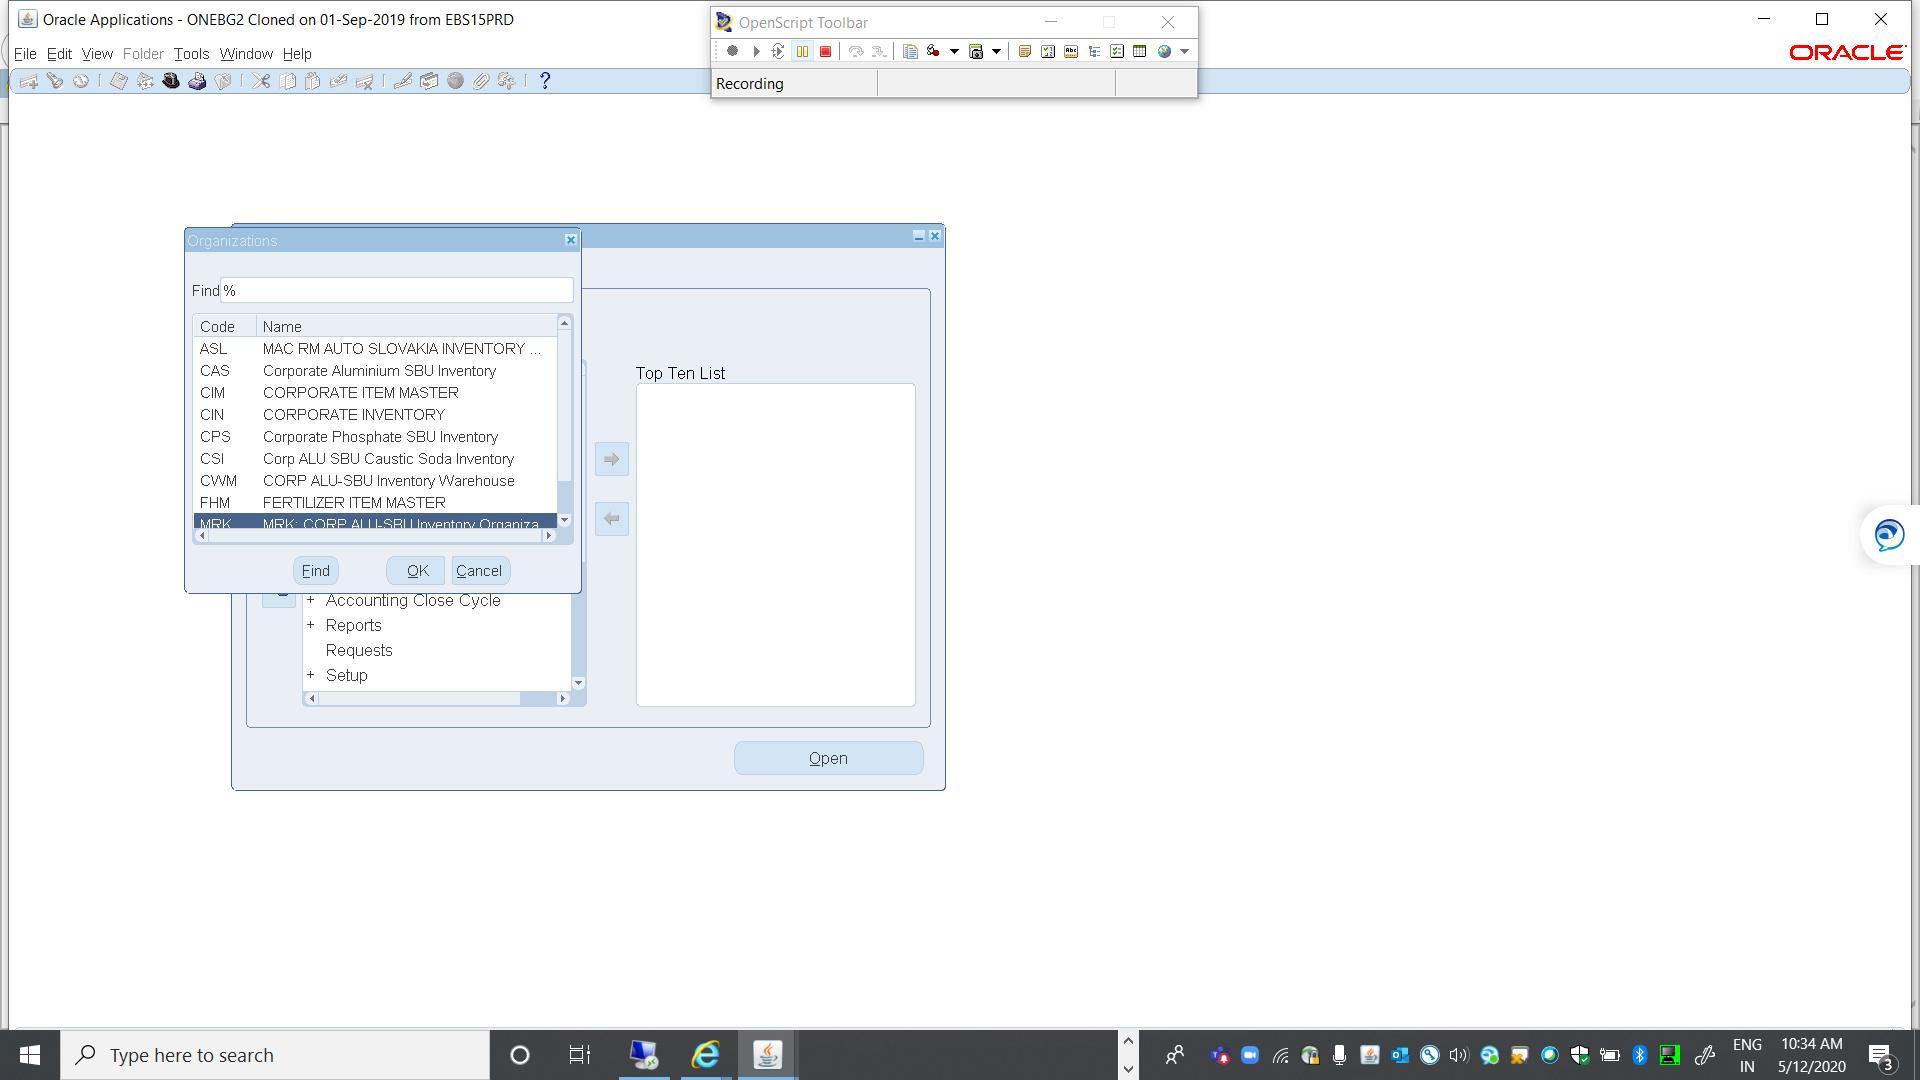 Oracle Applications - ONEBG2 Cloned on 01-Sep-2019 from EBS15PRD
OpenScript Toolbar
File Edit View Folder Tools Window Help
ORACLE
Recording
Organizations
Find %
Code Name
ASL MAC RM AUTO SLOVAKIA INVENTORY ...
CAS Corporate Aluminium SBU Inventory
CIM CORPORATE ITEM MASTER
CIN CORPORATE INVENTORY
CPS Corporate Phosphate SBU Inventory
CSI Corp ALU SBU Caustic Soda Inventory
CWM CORP ALU-SBU Inventory Warehouse
FHM FERTILIZER ITEM MASTER
MRK MRK: CORP ALU-SBU Inventory Organiza
Find OK Cancel
Top Ten List
+ Accounting Close Cycle
+ Reports
Requests
+ Setup
Open
Type here to search
ENG
IN
10:34 AM
5/12/2020
3